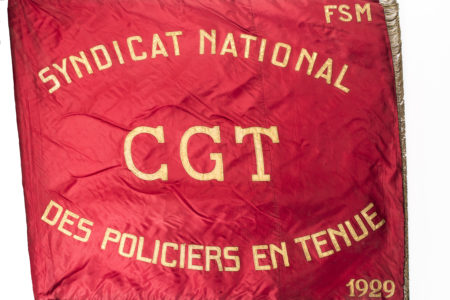 FSM
SYNDICAT NATIONAL
CGT
DES POLICIERS EN TENUE
1929